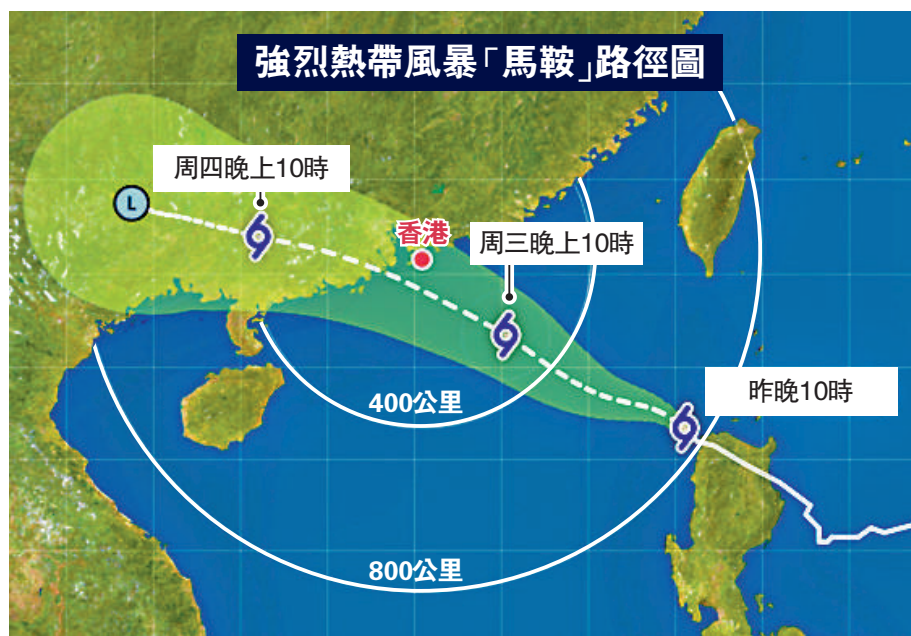 強烈熱帶風暴「馬鞍」路徑圖
周四晚上10時
L
香港
周三晚上10時
昨晚10時
400公里
800公里